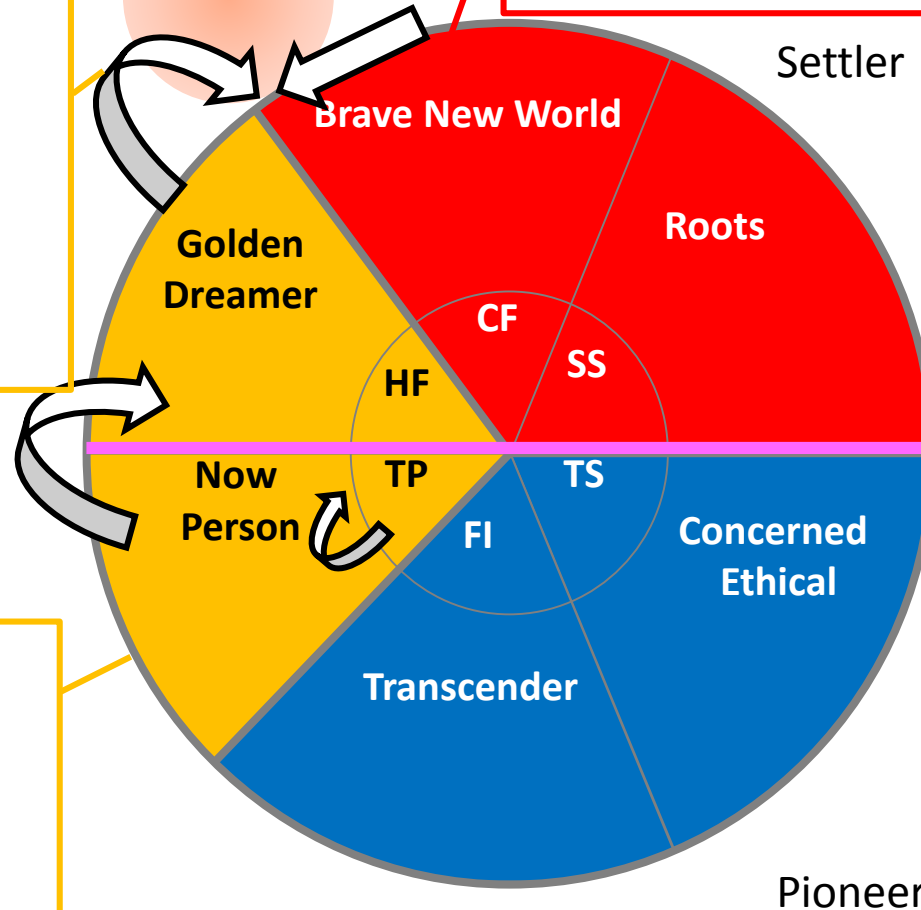 Settler
Brave New World
Roots
Golden
Dreamer
CF
SS
HF
Now
Person
TP
TS
FI
Concerned
Ethical
Transcender
Pioneer